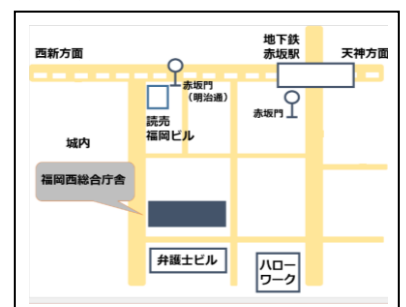 地下鉄
赤坂駅
西新方面
天神方面
赤坂門
（明治通）
赤坂門
読売
福岡ビル
城内
福岡西総合庁舎
弁護士ビル
ハロー
ワーク